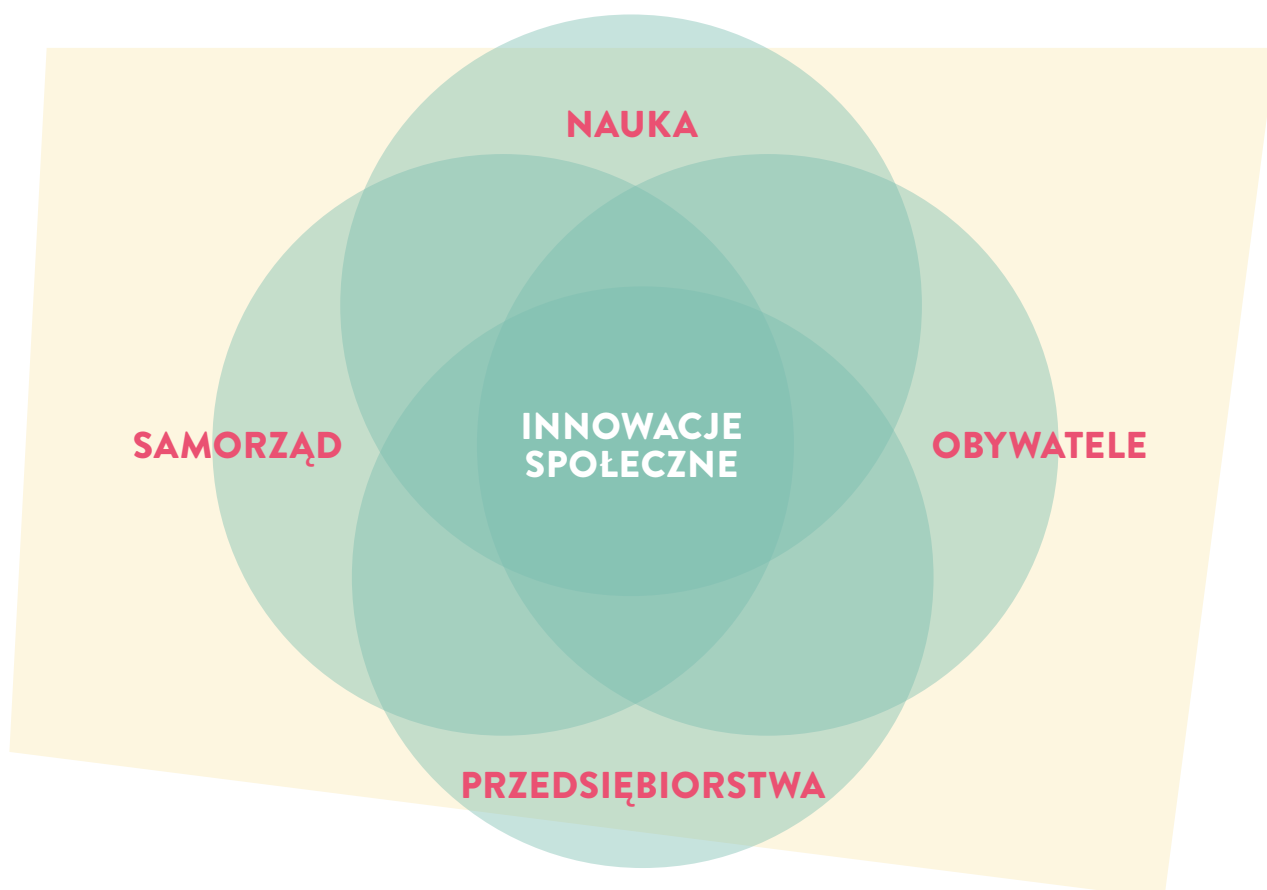 NAUKA
SAMORZĄD
INNOWACJE
SPOŁECZNE
OBYWATELE
PRZEDSIĘBIORSTWA